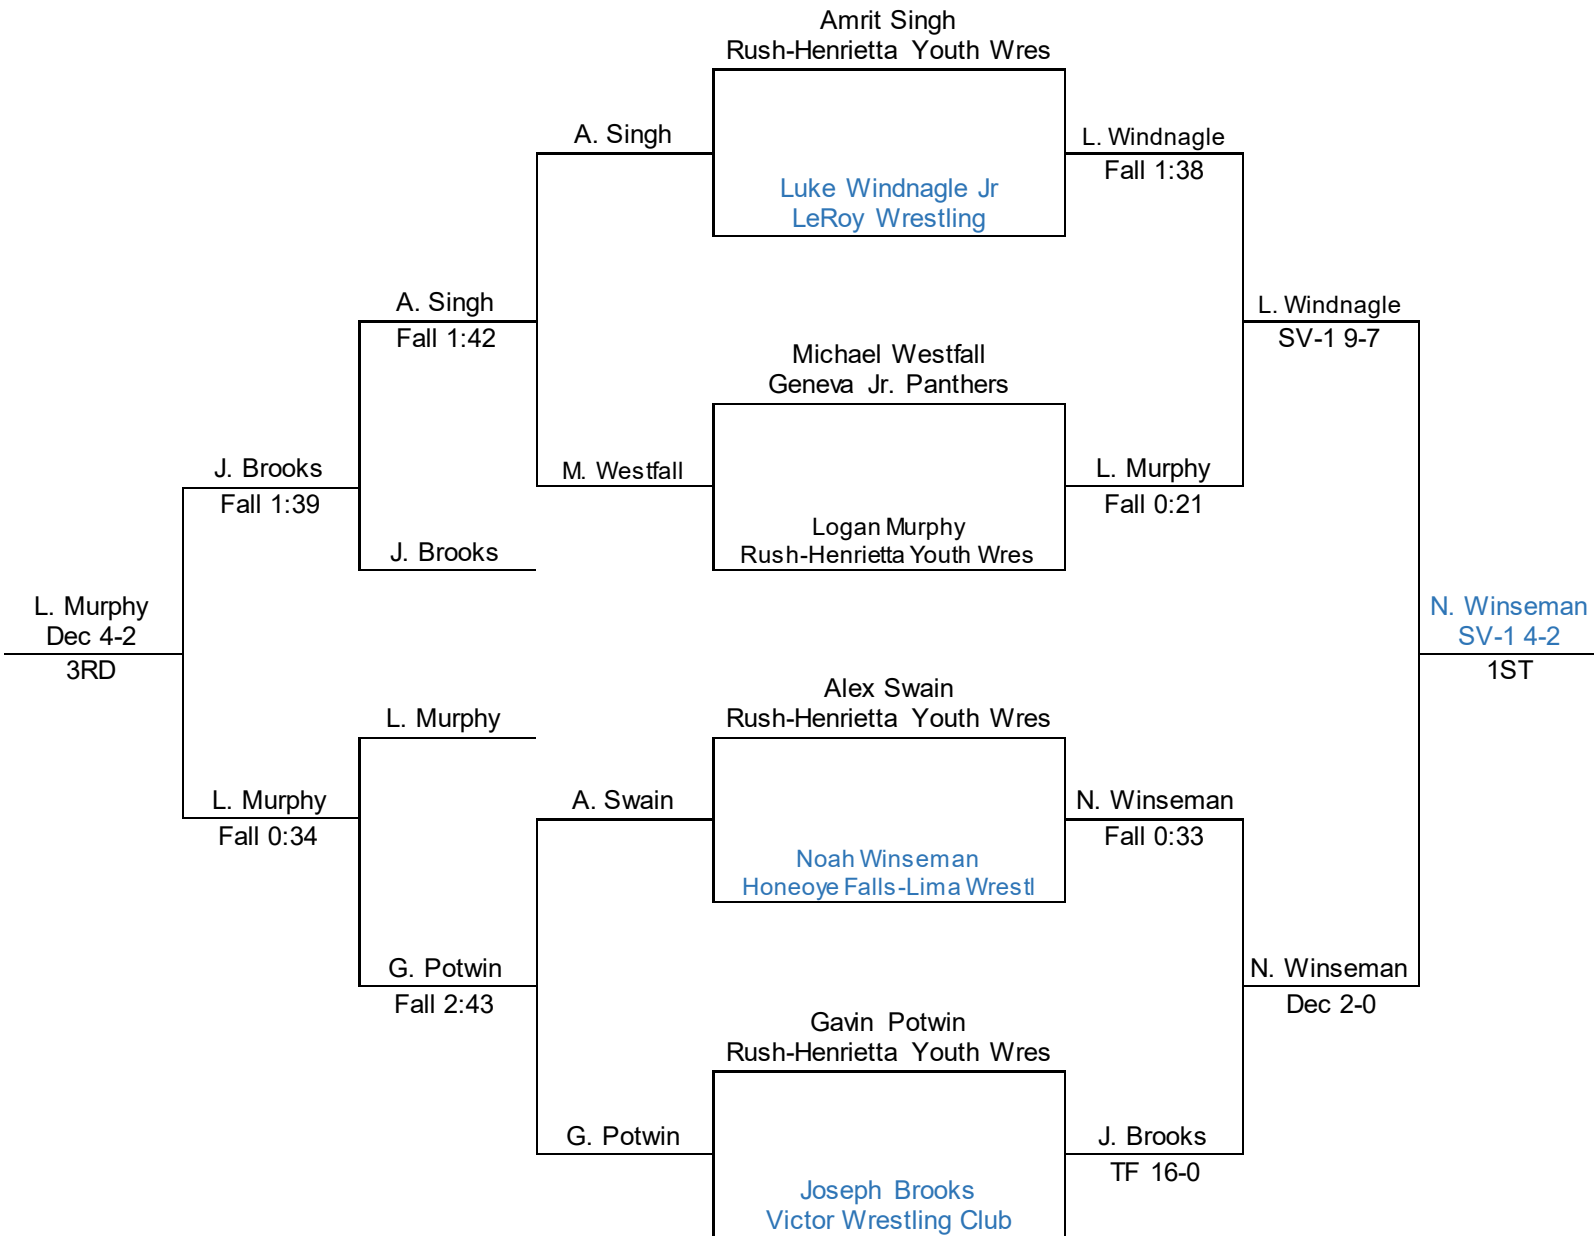 Amrit Singh
Rush-Henrietta Youth Wres
A. Singh
L. Windnagle
Fall 1:38
Luke Windnagle Jr
LeRoy Wrestling
A. Singh
Fall 1:42
L. Windnagle
SV-1 9-7
Michael Westfall
Geneva Jr. Panthers
J. Brooks
Fall 1:39
M. Westfall
L. Murphy
Fall 0:21
Logan Murphy
Rush-Henrietta Youth Wres
J. Brooks
L. Murphy
Dec 4-2
3RD
N. Winseman
SV-1 4-2
1ST
Alex Swain
Rush-Henrietta Youth Wres
L. Murphy
L. Murphy
Fall 0:34
A. Swain
N. Winseman
Fall 0:33
Noah Winseman
Honeoye Falls-Lima Wrestl
G. Potwin
Fall 2:43
N. Winseman
Dec 2-0
Gavin Potwin
Rush-Henrietta Youth Wres
G. Potwin
J. Brooks
TF 16-0
Joseph Brooks
Victor Wrestling Club